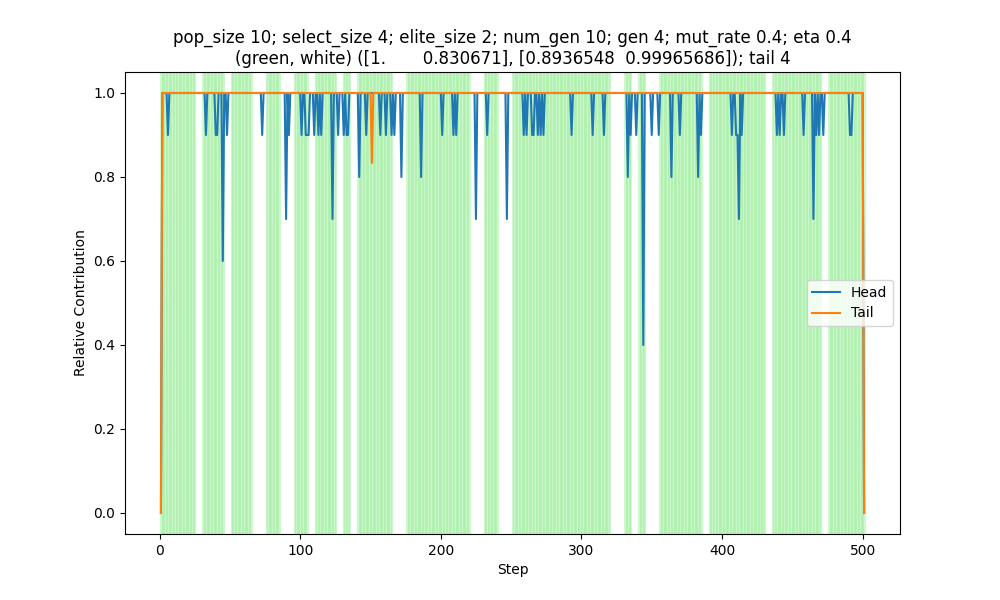 pop_size 10; select_size 4; elite_size 2; num_gen 10; gen 4; mut_rate 0.4; eta 0.4
(green, white) ([1.       0.830671], [0.8936548  0.99965686]); tail 4
1.0
0.8
0.6
0.4
0.2
0.0
Relative Contribution
Head
Tail
0
100
200
300
400
500
Step